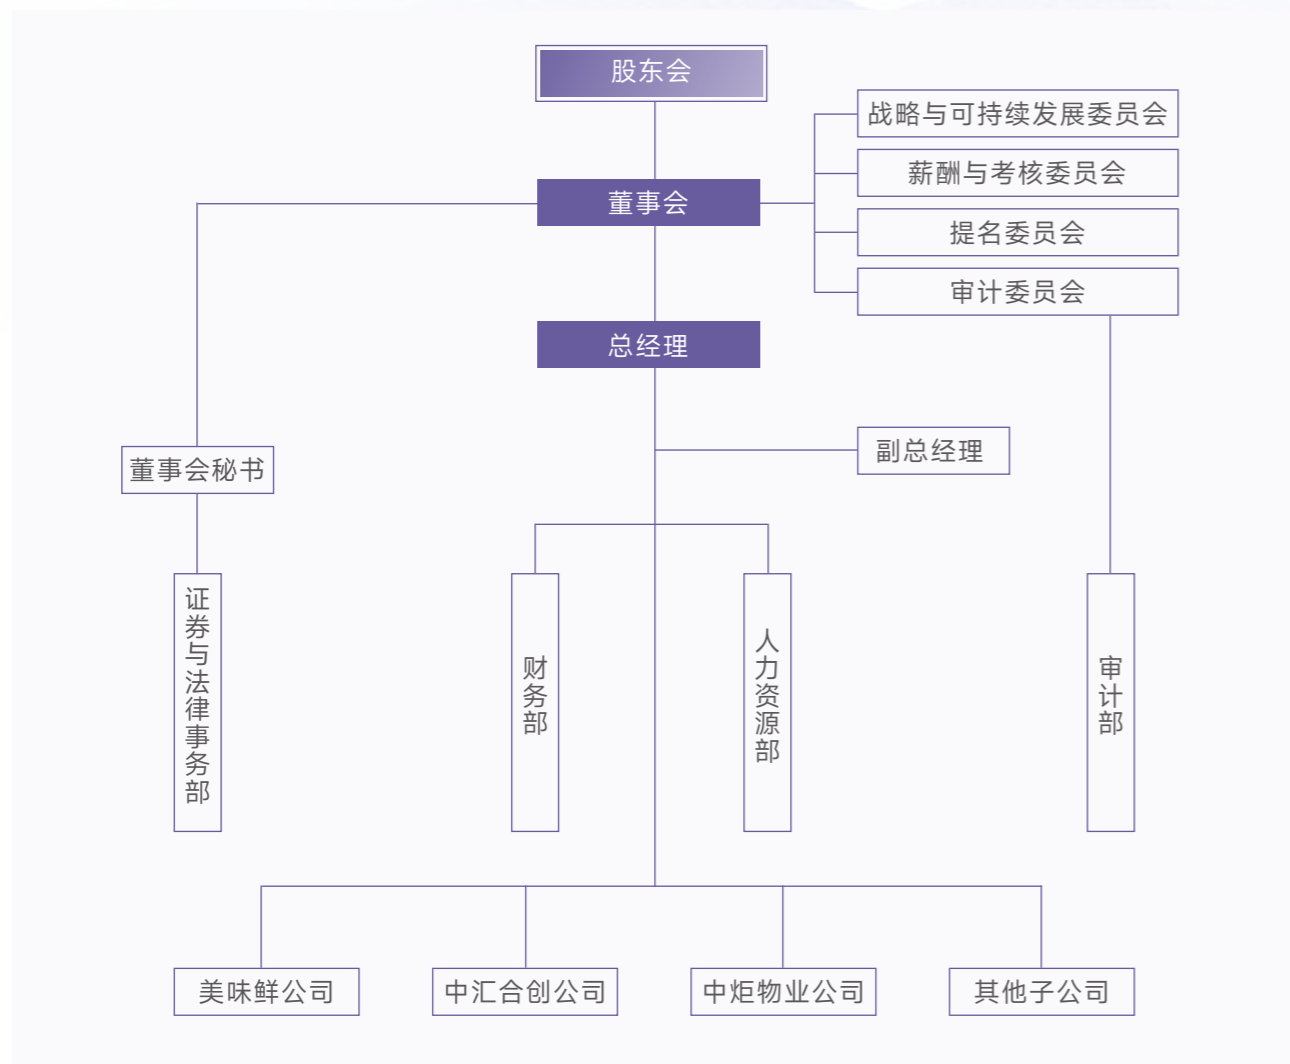 股东会
战略与可持续发展委员会
薪酬与考核委员会
董事会
提名委员会
审计委员会
总经理
副总经理
董事会秘书
证券与法律事务部
财务部
人力资源部
审计部
美味鲜公司
中汇合创公司
中炬物业公司
其他子公司